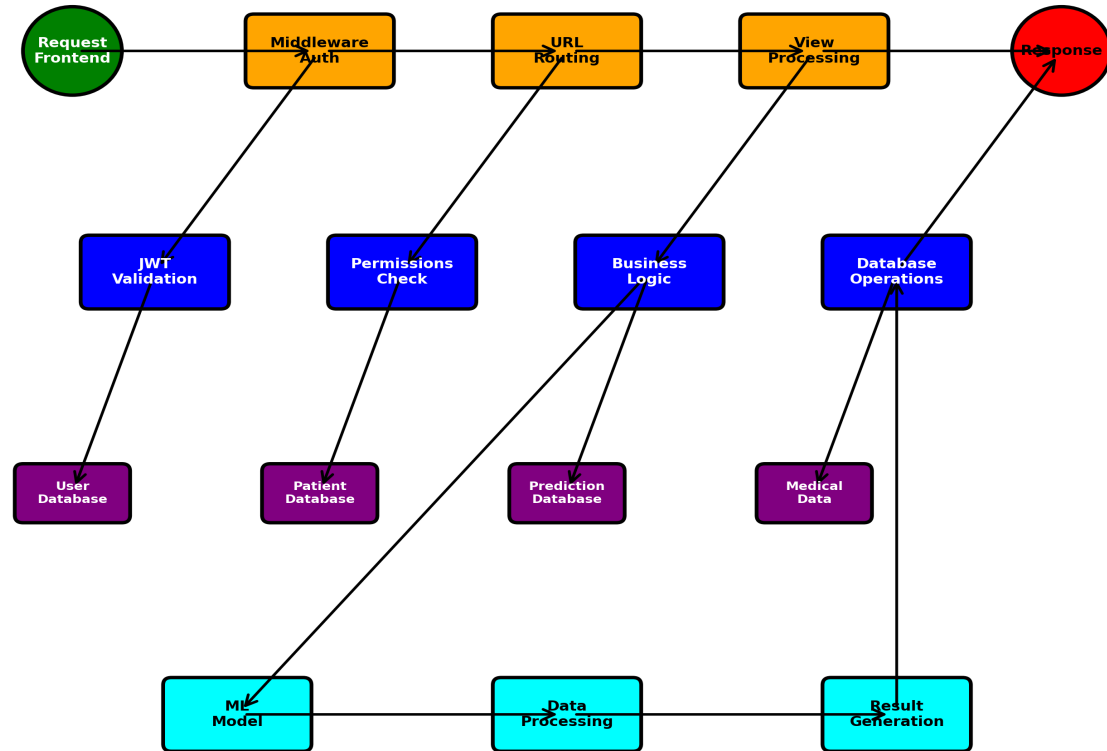 Request
Frontend
Middleware
Auth
URL
Routing
View
Processing
Response
JWT
Validation
Permissions
Check
Business
Logic
Database
Operations
User
Database
Patient
Database
Prediction
Database
Medical
Data
ML
Model
Data
Processing
Result
Generation